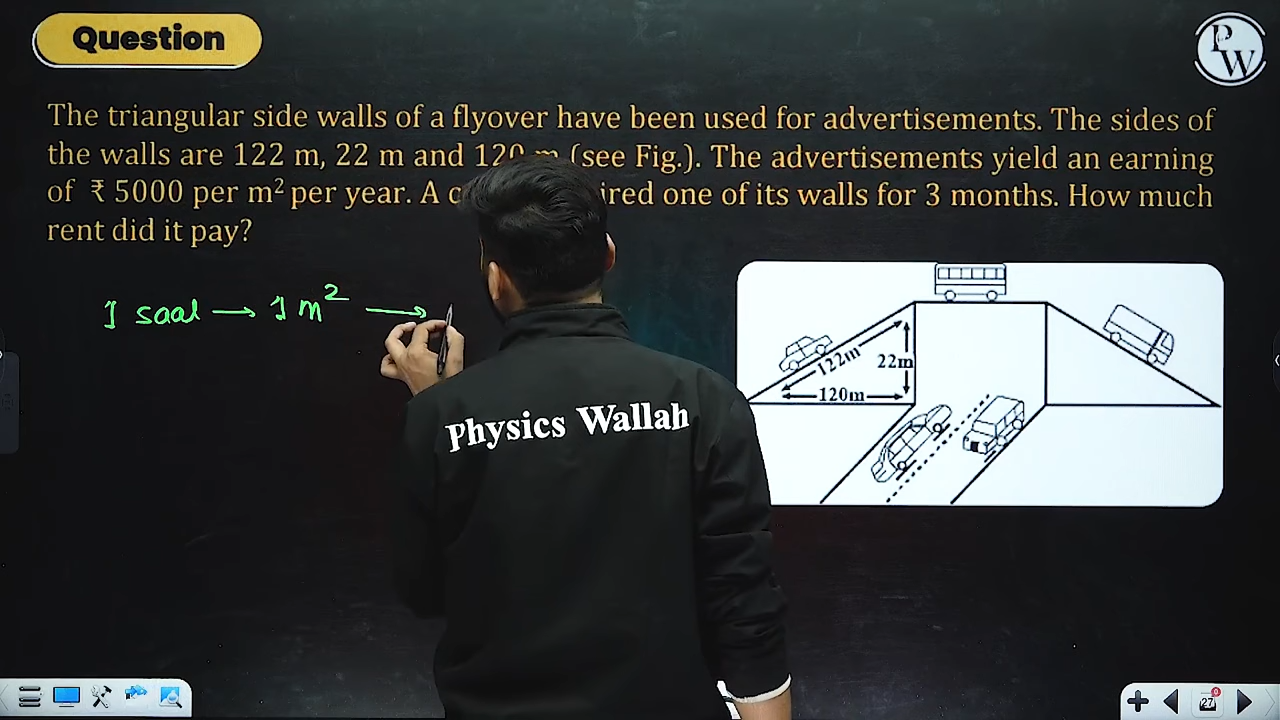 Question
PW
The triangular side walls of a flyover have been used for advertisements. The sides of
the walls are 122 m, 22 m and 120 m (see Fig.). The advertisements yield an earning
of ₹ 5000 per m² per year. A c ired one of its walls for 3 months. How much
rent did it pay?
1 saal → 1 m² →
122m
22m
120m
Physics Wallah
27